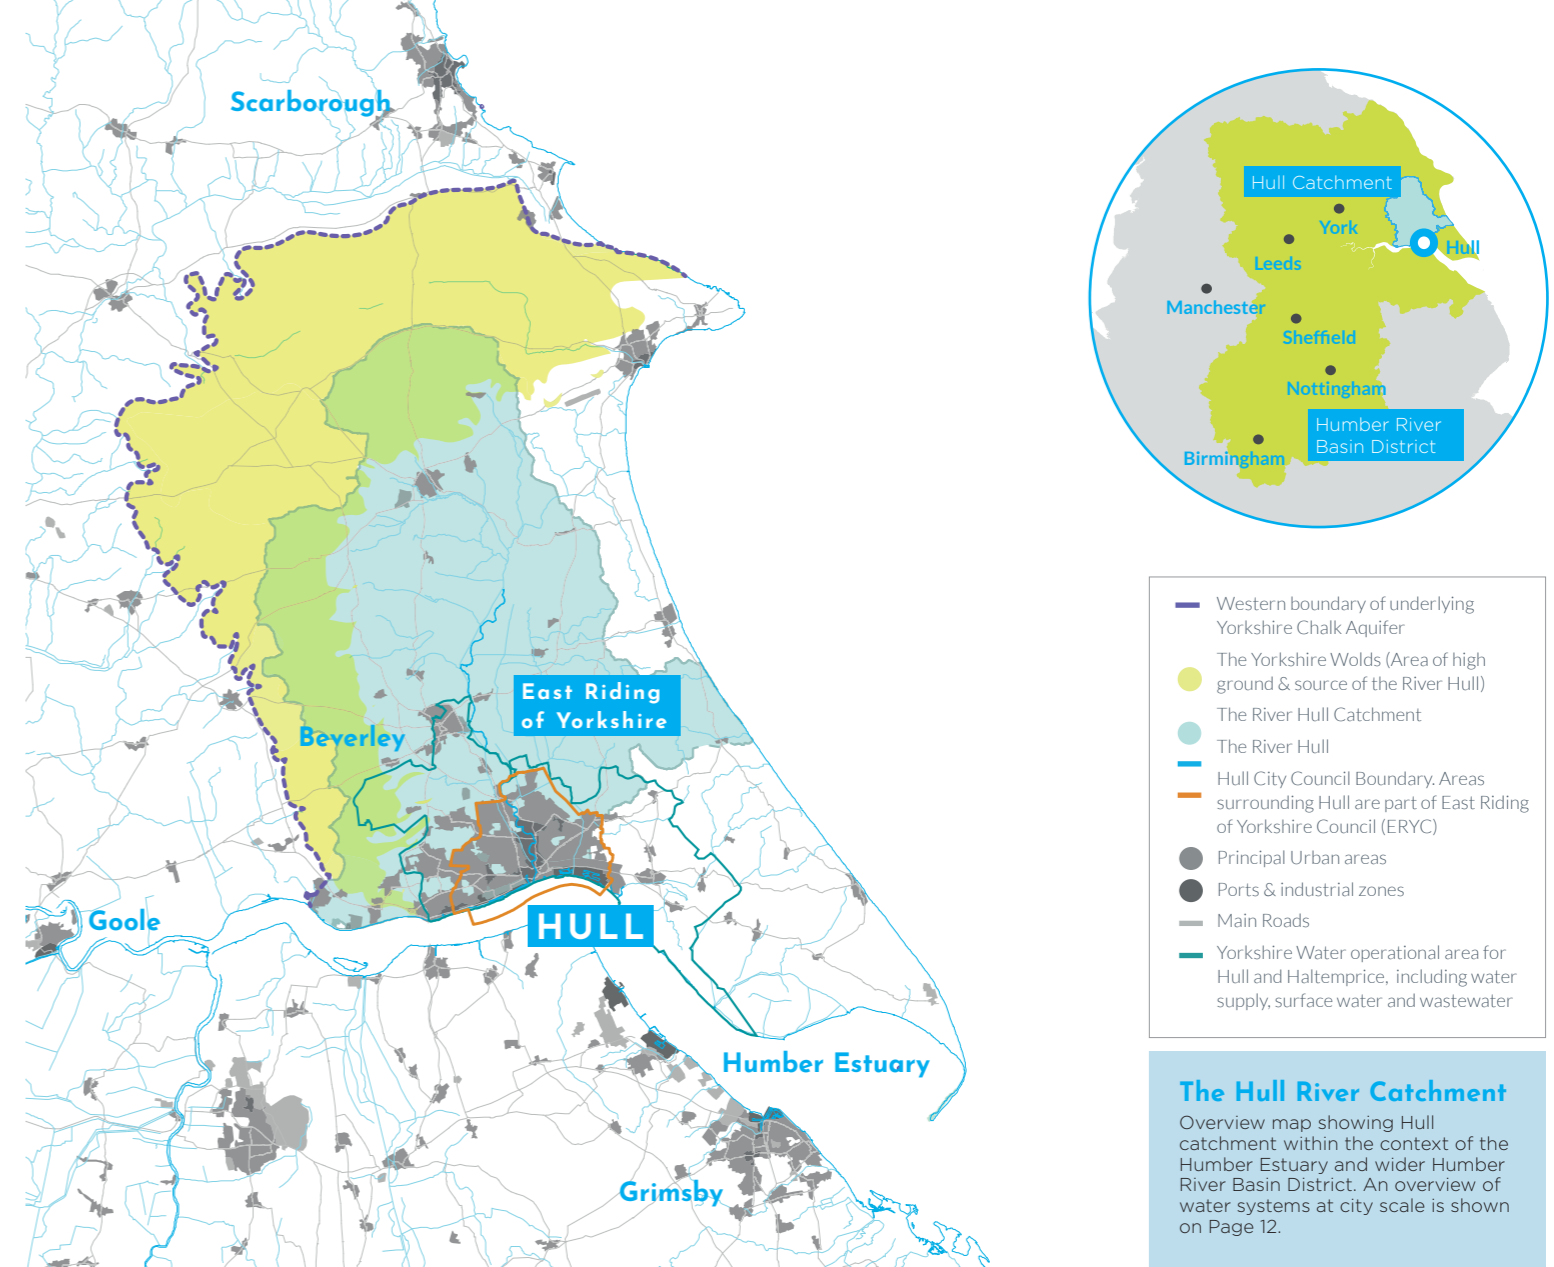 Scarborough
Beverley
East Riding
of Yorkshire
Goole
HULL
Humber Estuary
Grimsby
Hull Catchment
York
Hull
Leeds
Manchester
Sheffield
Nottingham
Humber River
Basin District
Birmingham
Western boundary of underlying
Yorkshire Chalk Aquifer
The Yorkshire Wolds (Area of high
ground & source of the River Hull)
The River Hull Catchment
The River Hull
Hull City Council Boundary. Areas
surrounding Hull are part of East Riding
of Yorkshire Council (ERYC)
Principal Urban areas
Ports & industrial zones
Main Roads
Yorkshire Water operational area for
Hull and Haltemprice, including water
supply, surface water and wastewater
The Hull River Catchment
Overview map showing Hull
catchment within the context of the
Humber Estuary and wider Humber
River Basin District. An overview of
water systems at city scale is shown
on Page 12.